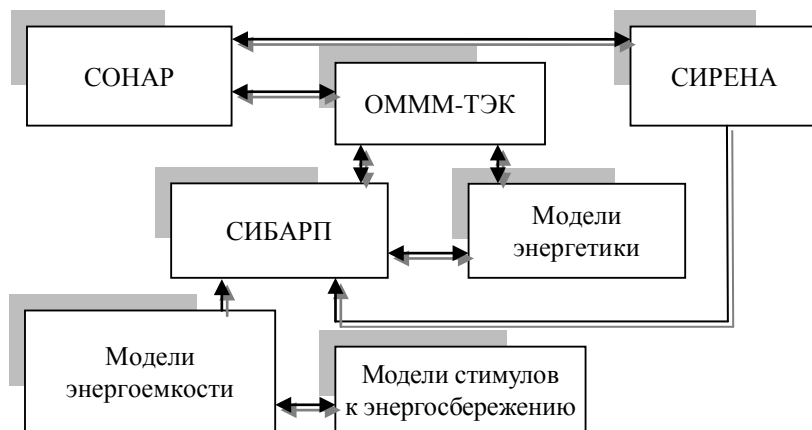 СОНАР
СИРЕНА
ОМММ-ТЭК
СИБАРП
Модели
энергетики
Модели
энергоемкости
Модели стимулов
к энергосбережению